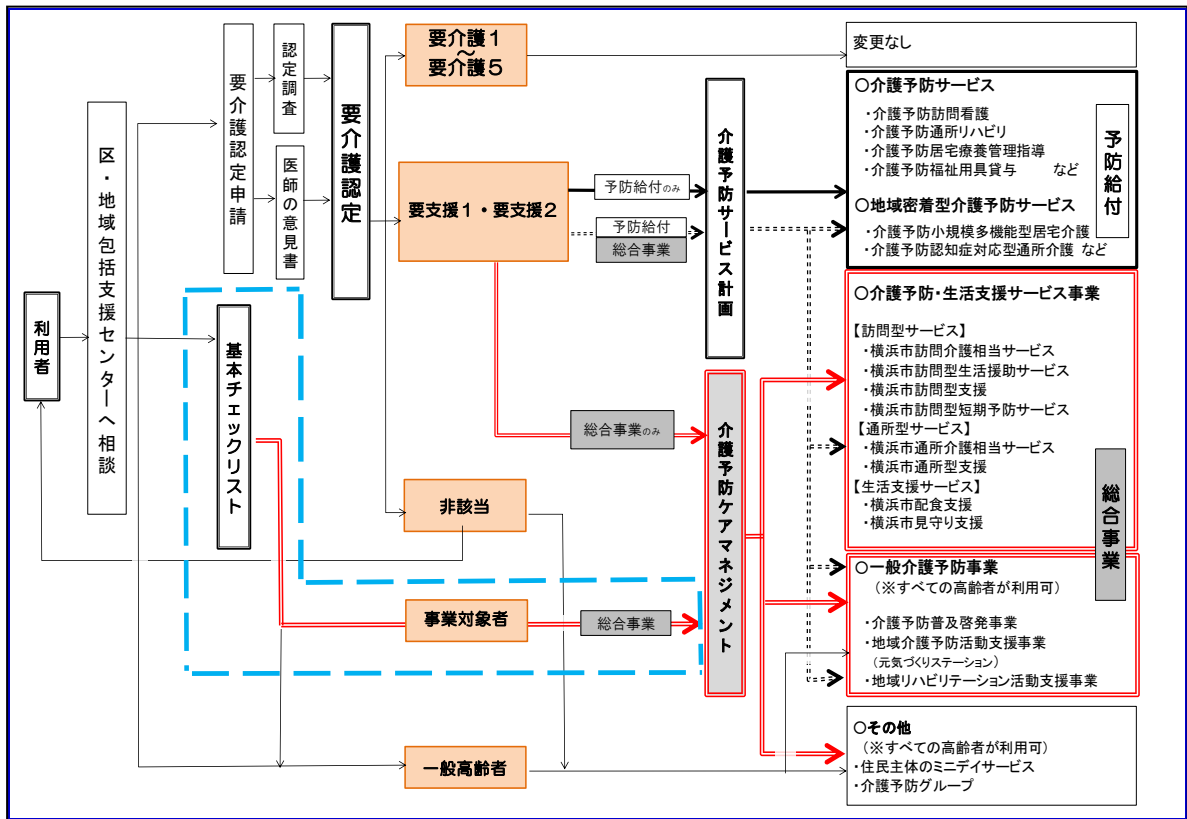 利用者
区・地域包括支援センターへ相談
要介護認定申請
認定調査
医師の意見書
要介護認定
基本チェックリスト
要介護1
～
要介護5
要支援1・要支援2
非該当
事業対象者
一般高齢者
予防給付のみ
予防給付
総合事業
総合事業のみ
総合事業
介護予防サービス計画
介護予防ケアマネジメント
変更なし
○介護予防サービス
・介護予防訪問看護
・介護予防通所リハビリ
・介護予防居宅療養管理指導
・介護予防福祉用具貸与　など
○地域密着型介護予防サービス
・介護予防小規模多機能型居宅介護
・介護予防認知症対応型通所介護 など
予防給付
○介護予防・生活支援サービス事業
【訪問型サービス】
・横浜市訪問介護相当サービス
・横浜市訪問型生活援助サービス
・横浜市訪問型支援
・横浜市訪問型短期予防サービス
【通所型サービス】
・横浜市通所介護相当サービス
・横浜市通所型支援
【生活支援サービス】
・横浜市配食支援
・横浜市見守り支援
総合事業
○一般介護予防事業
（※すべての高齢者が利用可）
・介護予防普及啓発事業
・地域介護予防活動支援事業
（元気づくりステーション）
・地域リハビリテーション活動支援事業
○その他
（※すべての高齢者が利用可）
・住民主体のミニデイサービス
・介護予防グループ